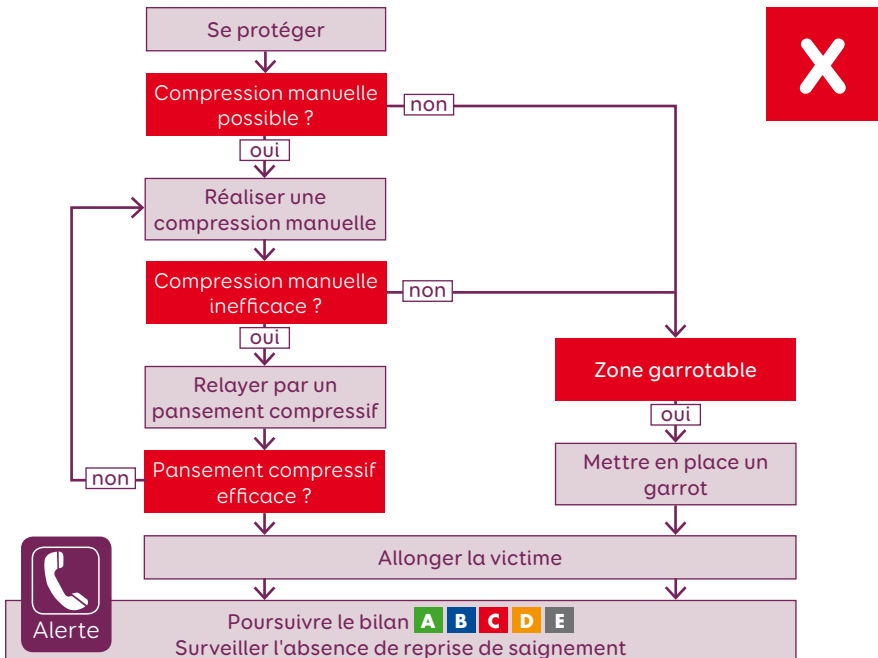 Se protéger
X
Compression manuelle
possible ?
non
oui
Réaliser une
compression manuelle
Compression manuelle
inefficace ?
non
oui
Zone garrotable
Relayer par un
pansement compressif
oui
Pansement compressif
efficace ?
non
Mettre en place un
garrot
Allonger la victime
Alerte
Poursuivre le bilan A B C D E
Surveiller l'absence de reprise de saignement